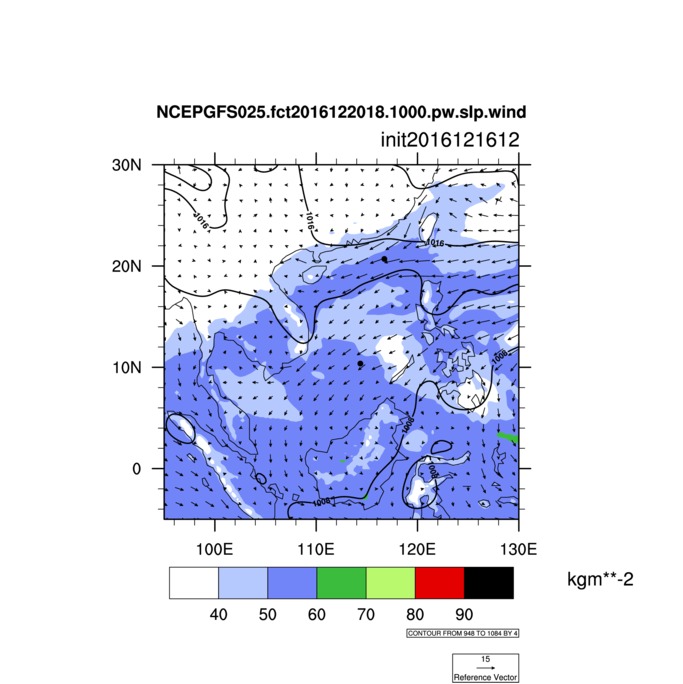 NCEPGFS025.fct2016122018.1000.pw.slp.wind
init2016121612
30N
20N
10N
0
1016
1016
1016
1008
1008
1008
1008
100E
110E
120E
130E
40
50
60
70
80
90
kgm**-2
CONTOUR FROM 948 TO 1084 BY 4
15
Reference Vector